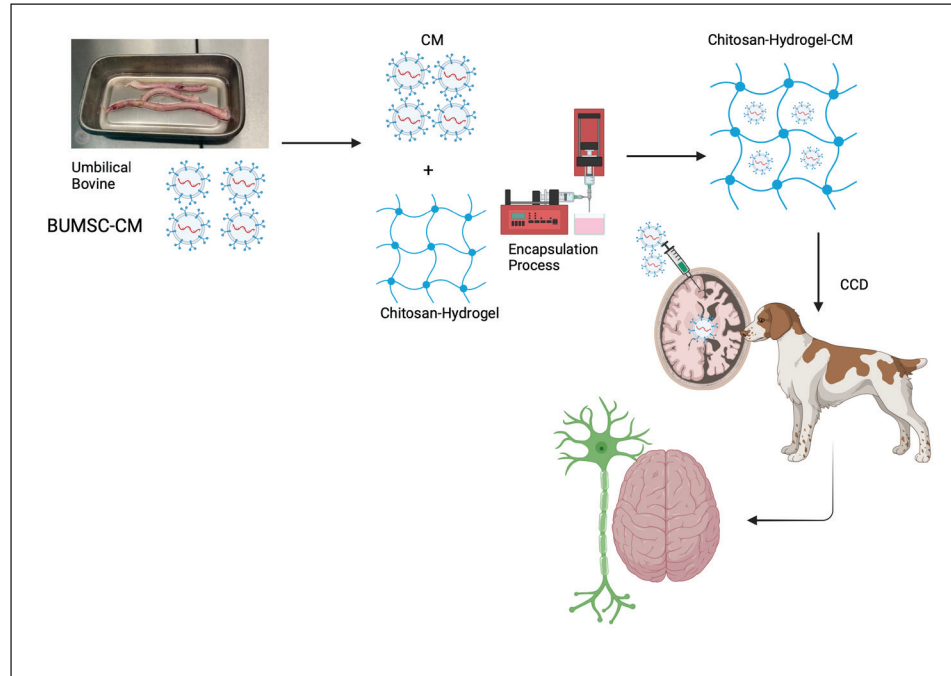 CM
Chitosan-Hydrogel-CM
Umbilical
Bovine
BUMSC-CM
+
Encapsulation
Process
Chitosan-Hydrogel
CCD